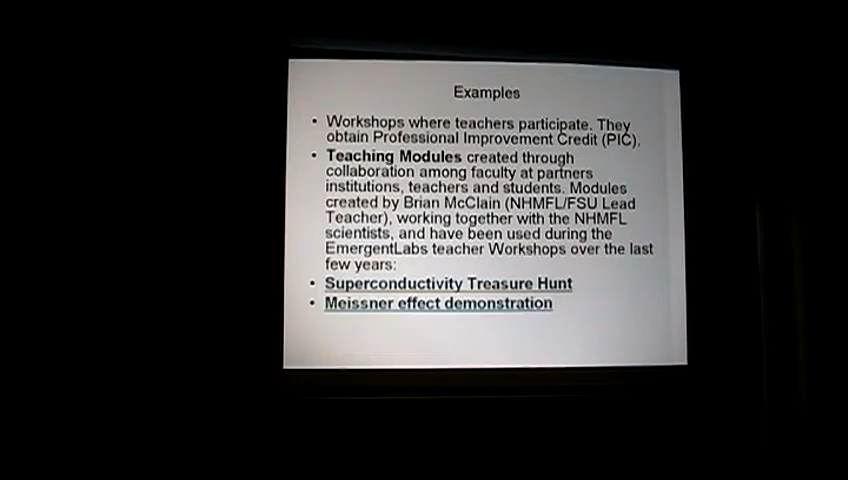 Examples
• Workshops where teachers participate. They
obtain Professional Improvement Credit (PIC).
• Teaching Modules created through
collaboration among faculty at partners
institutions, teachers and students. Modules
created by Brian McClain (NHMFL/FSU Lead
Teacher), working together with the NHMFL
scientists, and have been used during the
EmergentLabs teacher Workshops over the last
few years:
• Superconductivity Treasure Hunt
• Meissner effect demonstration